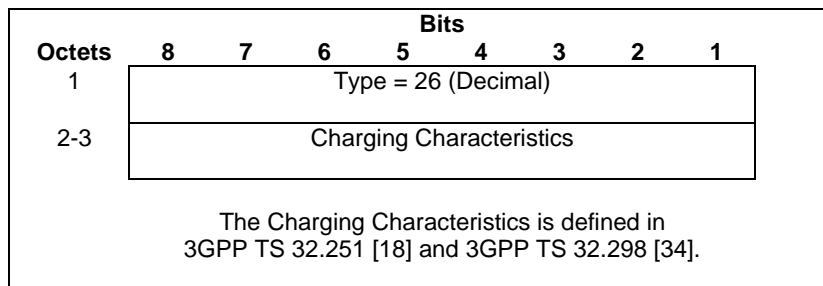 Bits
Octets 8 7 6 5 4 3 2 1
1 Type = 26 (Decimal)
2-3 Charging Characteristics
The Charging Characteristics is defined in
3GPP TS 32.251 [18] and 3GPP TS 32.298 [34].